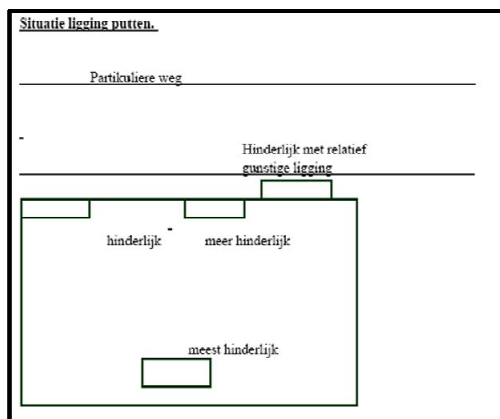 Situatie ligging putten.
Partikuliere weg
Hinderlijk met relatief
gunstige ligging
hinderlijk
meer hinderlijk
meest hinderlijk